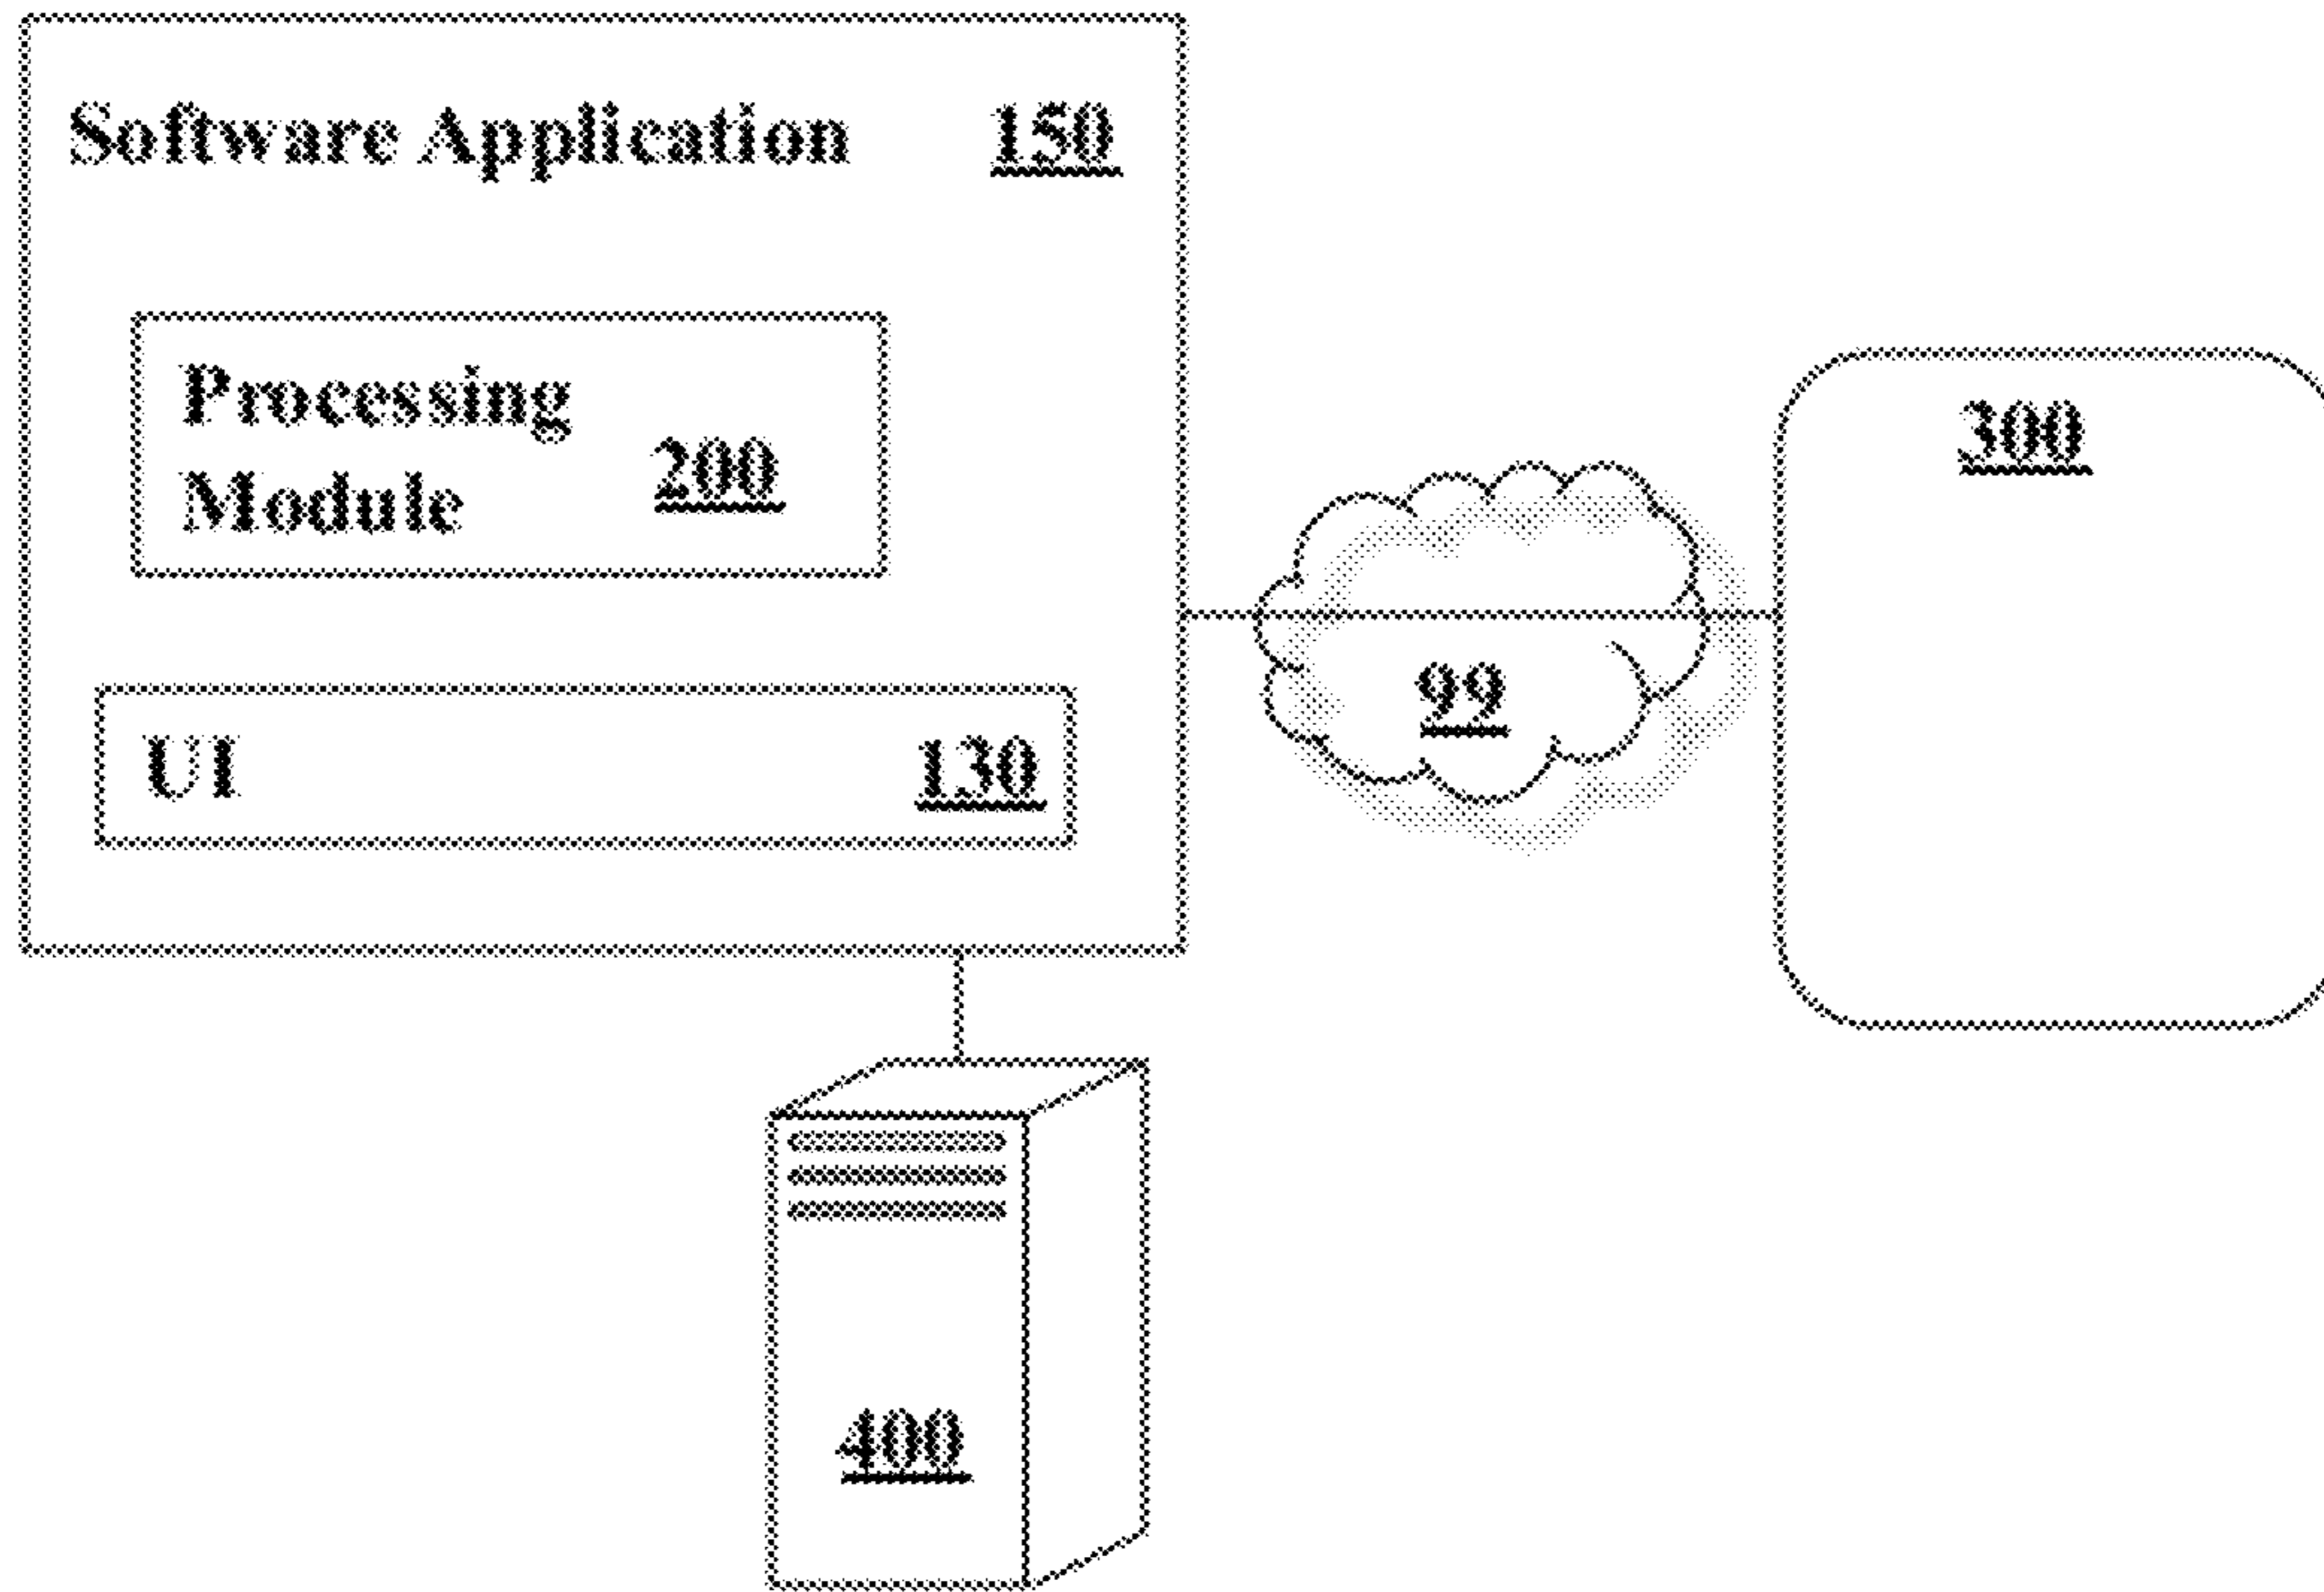 Software Application 150
Processing
Module
200
300
99
UI 130
400